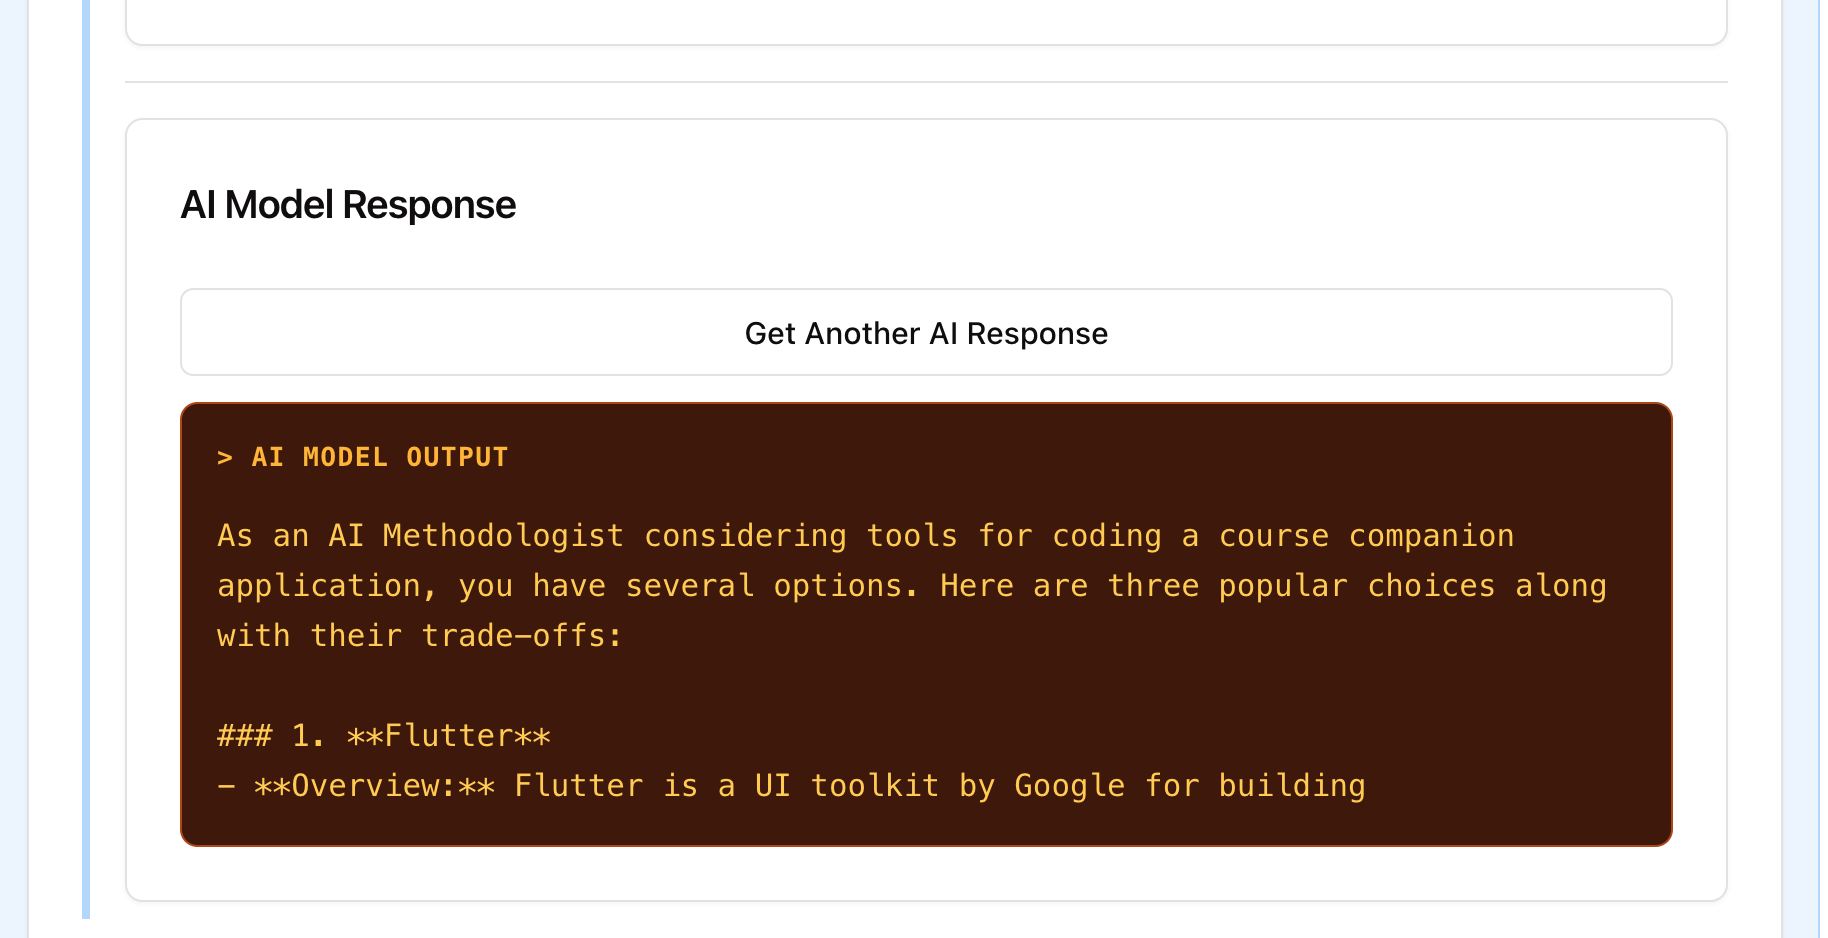 AI Model Response
Get Another AI Response
> AI MODEL OUTPUT
As an AI Methodologist considering tools for coding a course companion
application, you have several options. Here are three popular choices along
with their trade-offs:
### 1. **Flutter**
- **Overview:** Flutter is a UI toolkit by Google for building